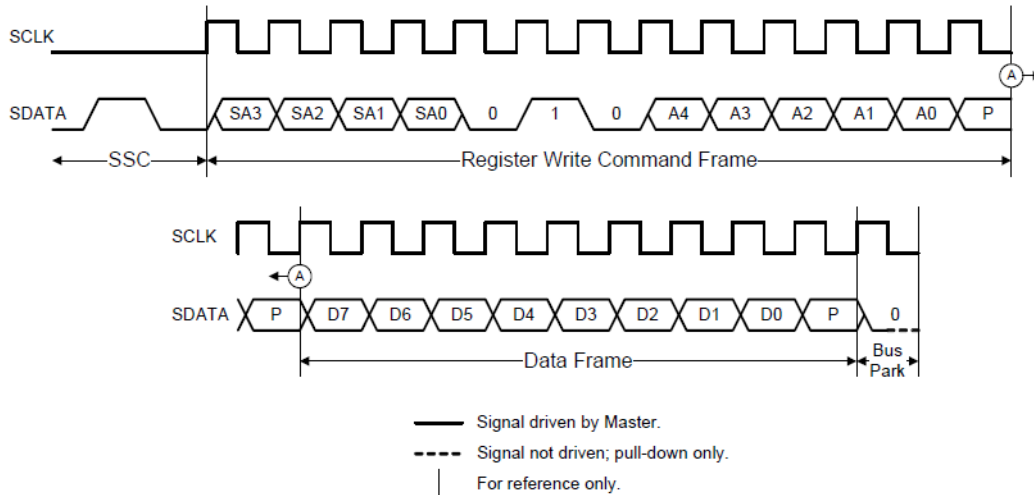 SCLK
A
SDATA SA3 SA2 SA1 SA0 0 1 0 A4 A3 A2 A1 A0 P
SSC Register Write Command Frame
SCLK
A
SDATA P D7 D6 D5 D4 D3 D2 D1 D0 P 0
Data Frame Bus
Park
Signal driven by Master.
Signal not driven; pull-down only.
For reference only.